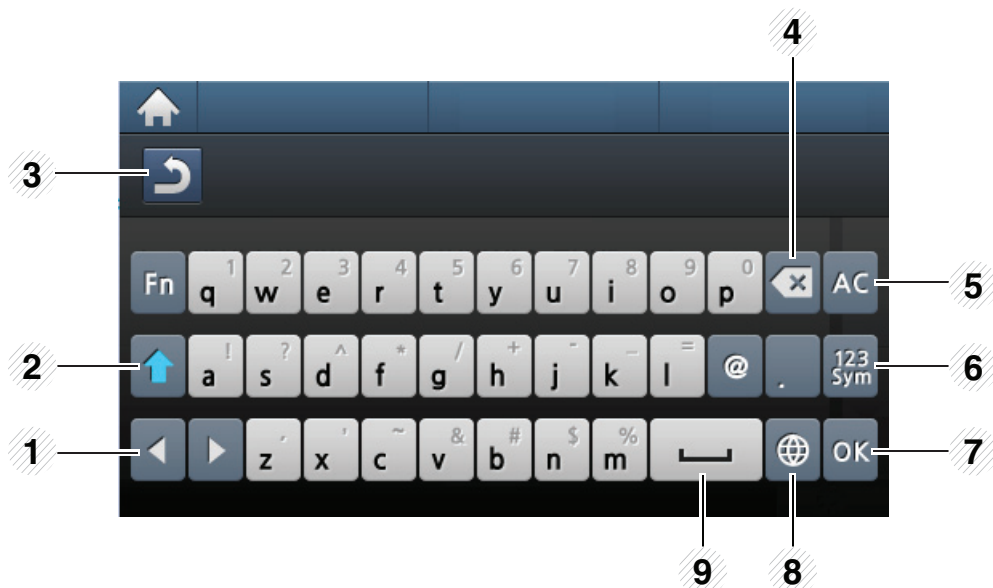 4
3
Fn 1 q 2 w 3 e 4 r 5 t 6 y 7 u 8 i 9 o 0 p AC 5
2 ! a ? s ^ d * f / g + h - j _ k = l @ . 123 Sym 6
1 ´ z ' x ~ c & v # b $ n % m OK 7
9 8